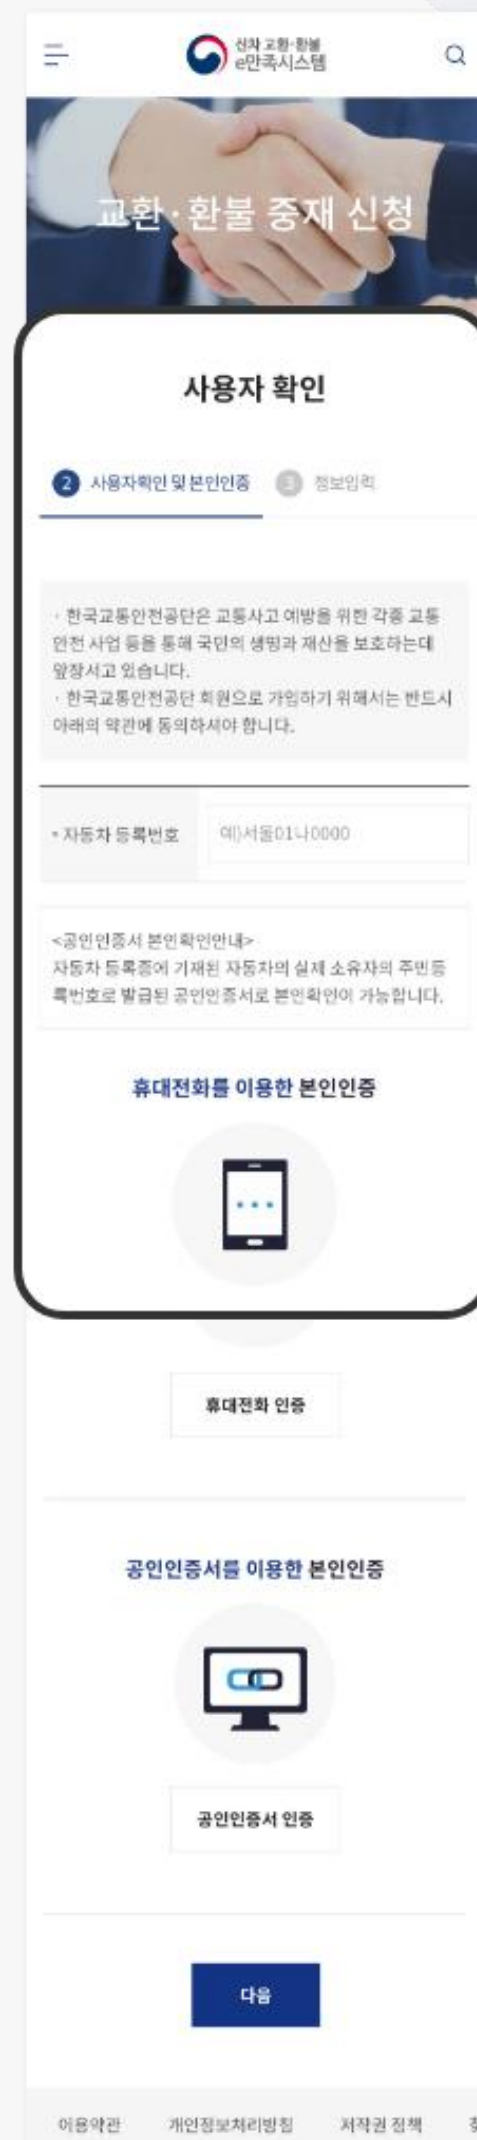 신차 교환·환불
e만족시스템
교환·환불 중재 신청
사용자 확인
2 사용자확인 및 본인인증 3 정보입력
· 한국교통안전공단은 교통사고 예방을 위한 각종 교통
안전 사업 등을 통해 국민의 생명과 재산을 보호하는데
앞장서고 있습니다.
· 한국교통안전공단 회원으로 가입하기 위해서는 반드시
아래의 약관에 동의하셔야 합니다.
* 자동차 등록번호 예)서울01나0000
<공인인증서 본인확인안내>
자동차 등록증에 기재된 자동차의 실제 소유자의 주민등
록번호로 발급된 공인인증서로 본인확인이 가능합니다.
휴대전화를 이용한 본인인증
휴대전화 인증
공인인증서를 이용한 본인인증
공인인증서 인증
다음
이용약관 개인정보처리방침 저작권 정책